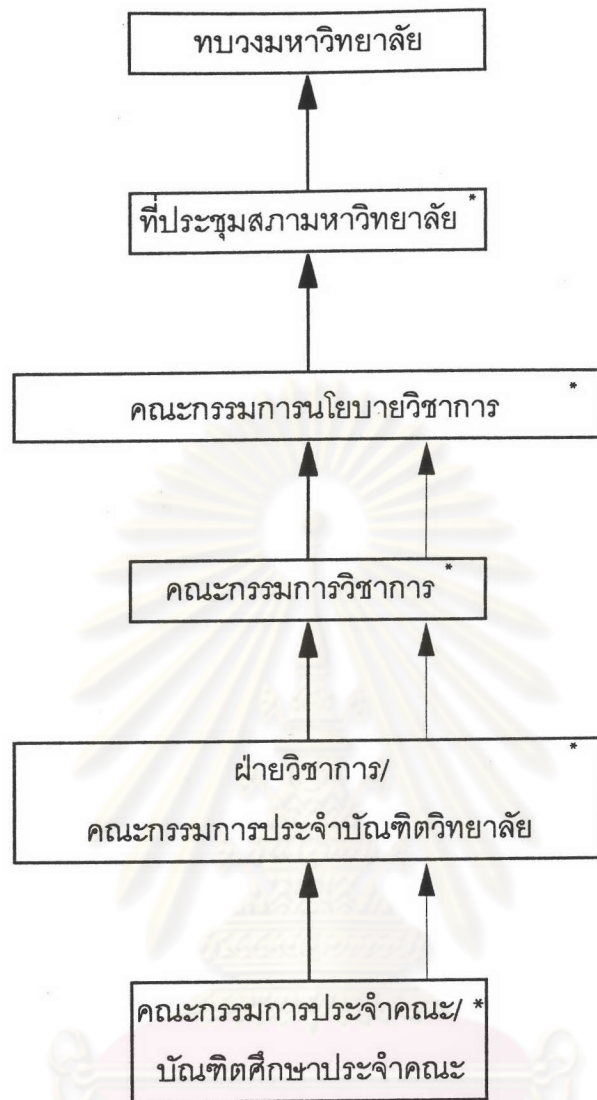 ทบวงมหาวิทยาลัย
ที่ประชุมสภามหาวิทยาลัย *
คณะกรรมการนโยบายวิชาการ *
คณะกรรมการวิชาการ *
ฝ่ายวิชาการ/ *
คณะกรรมการประจำบัณฑิตวิทยาลัย
คณะกรรมการประจำคณะ/ *
บัณฑิตศึกษาประจำคณะ